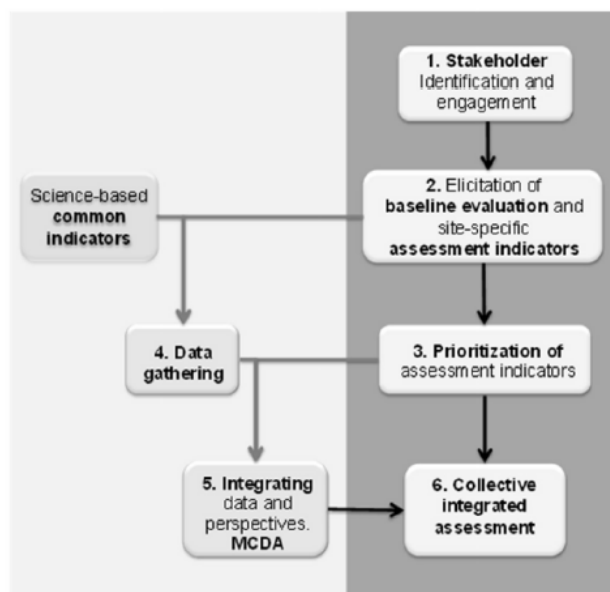 1. Stakeholder
Identification and
engagement
Science-based
common
indicators
2. Elicitation of
baseline evaluation and
site-specific
assessment indicators
4. Data
gathering
3. Prioritization of
assessment indicators
5. Integrating
data and
perspectives.
MCDA
6. Collective
integrated
assessment